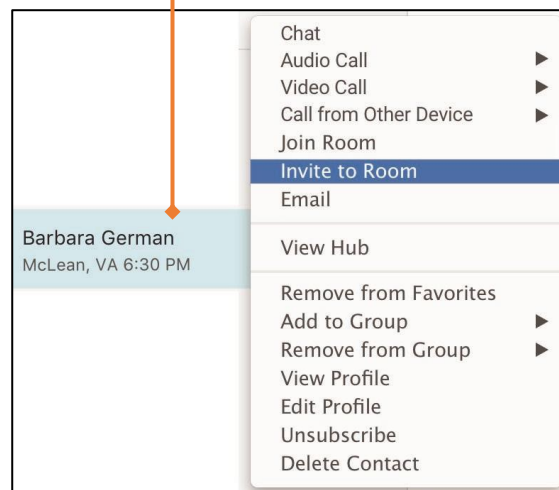 Barbara German
McLean, VA 6:30 PM
Chat
Audio Call
Video Call
Call from Other Device
Join Room
Invite to Room
Email
View Hub
Remove from Favorites
Add to Group
Remove from Group
View Profile
Edit Profile
Unsubscribe
Delete Contact